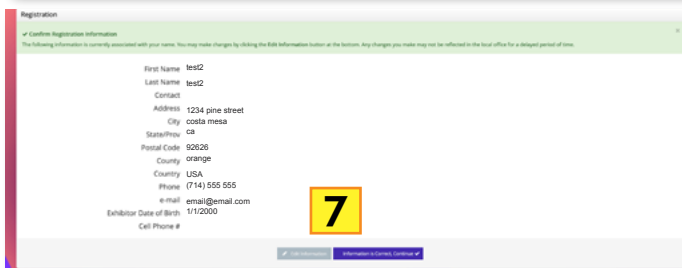 Registration
✔ Confirm Registration Information
×
The following information is currently associated with your name. You may make changes by clicking the Edit Information button at the bottom. Any changes you make may not be reflected in the local office for a delayed period of time.
First Name test2
Last Name test2
Contact
Address 1234 pine street
City costa mesa
State/Prov ca
Postal Code 92626
County orange
Country USA
Phone (714) 555 555
e-mail email@email.com
Exhibitor Date of Birth 1/1/2000
Cell Phone #
7
Edit Information
Information is Correct, Continue ✔